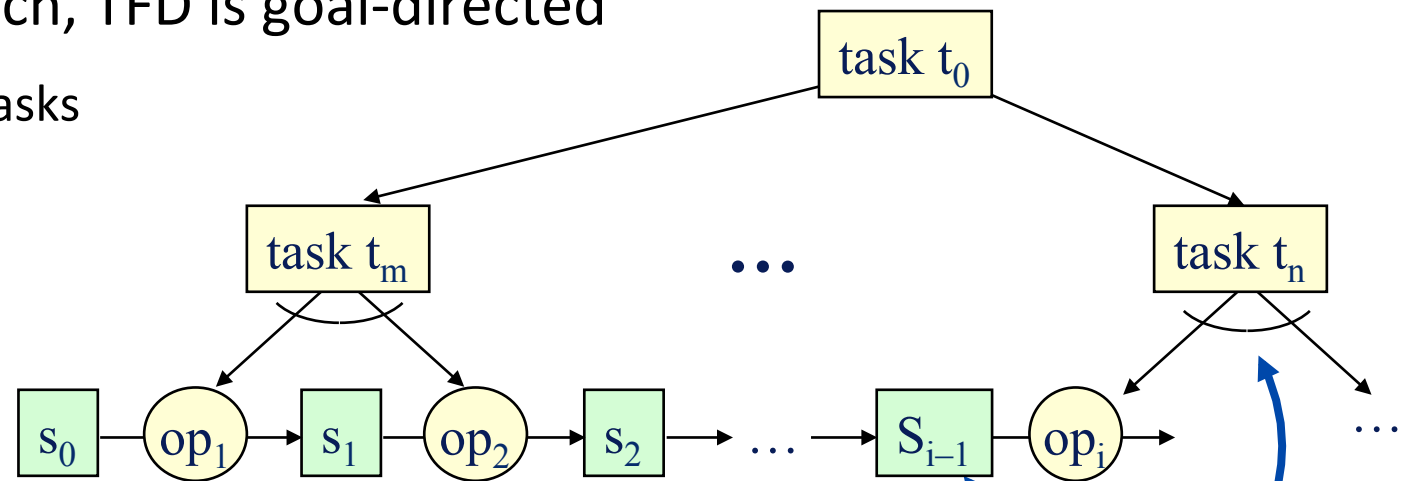 ch, TFD is goal-directed
asks
task t₀
task tₘ
...
task tₙ
s₀ op₁ s₁ op₂ s₂ ... Sᵢ₋₁ opᵢ ...